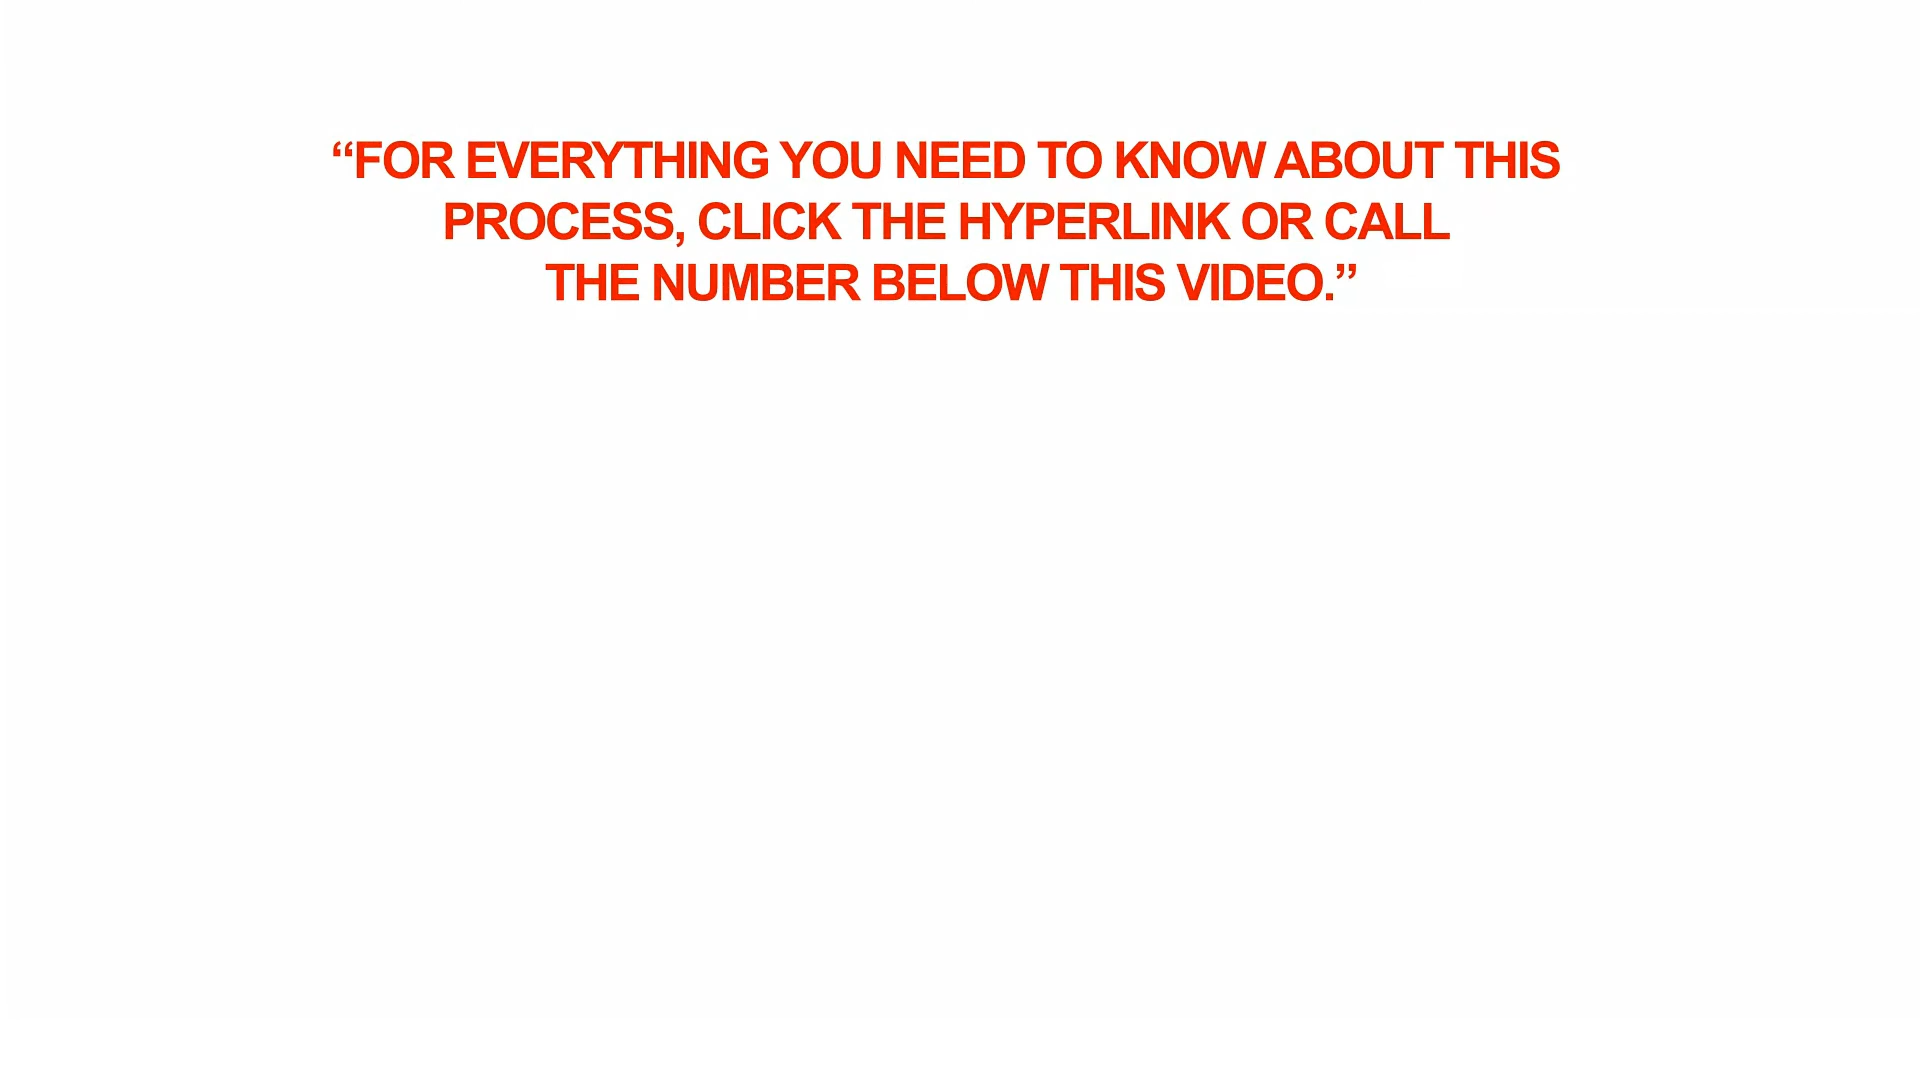 “FOR EVERYTHING YOU NEED TO KNOW ABOUT THIS
PROCESS, CLICK THE HYPERLINK OR CALL
THE NUMBER BELOW THIS VIDEO.”